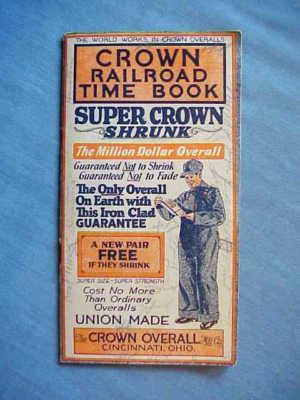 THE WORLD WORKS IN CROWN OVERALLS
CROWN
RAILROAD
TIME BOOK
SUPER CROWN
SHRUNK
The Million Dollar Overall
Guaranteed Not to Shrink
Guaranteed Not to Fade
The Only Overall
On Earth with
This Iron Clad
GUARANTEE
A NEW PAIR
FREE
IF THEY SHRINK
SUPER SIZE - SUPER STRENGTH
Cost No More
Than Ordinary
Overalls
UNION MADE
The CROWN OVERALL Mfg Co.
CINCINNATI, OHIO.